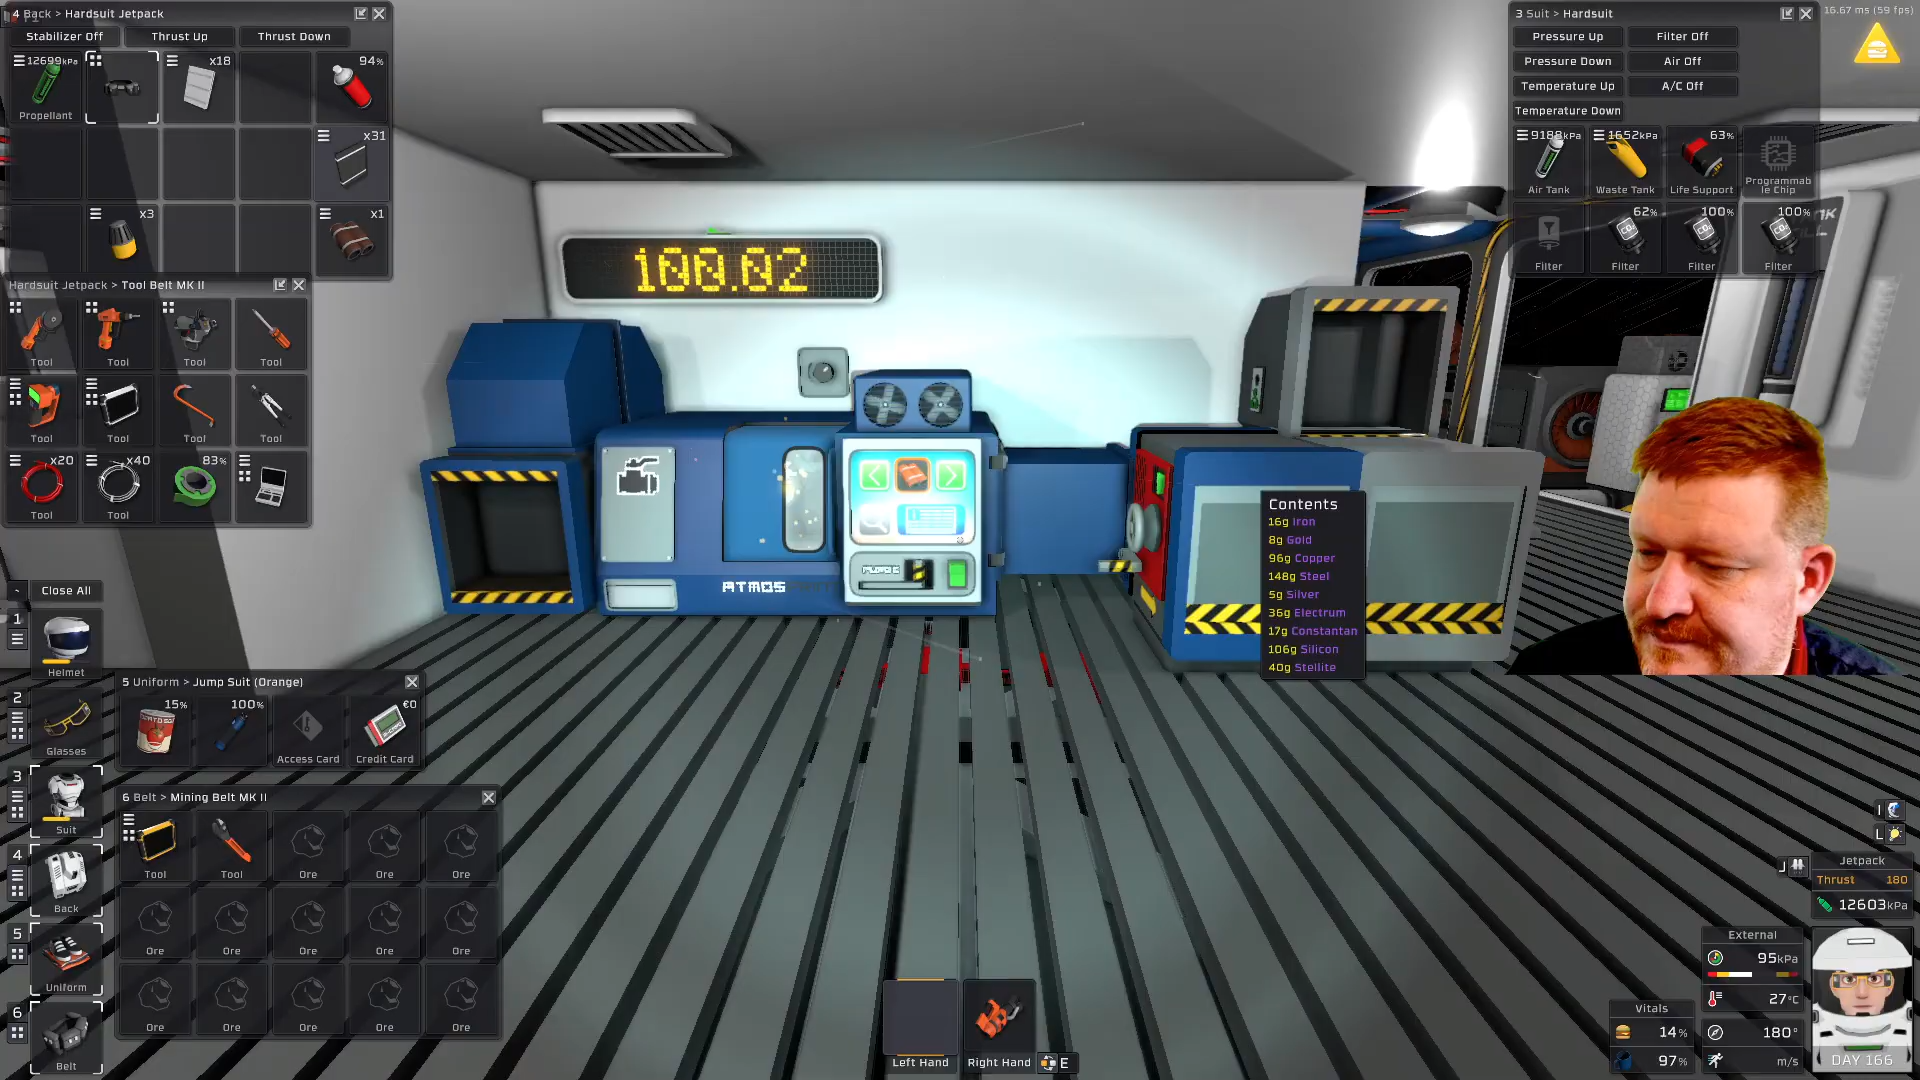 4 Back > Hardsuit Jetpack
Stabilizer Off
Thrust Up
Thrust Down
12699kPa
Propellant
x18
94%
x31
x3
x1
Hardsuit Jetpack > Tool Belt MK II
Tool
Tool
Tool
Tool
Tool
Tool
Tool
Tool
x20
x40
83%
Tool
Tool
Tool
~
Close All
1
Helmet
2
Glasses
3
Suit
4
Back
5
Uniform
6
Belt
5 Uniform > Jump Suit (Orange)
15%
100%
€0
Access Card
Credit Card
6 Belt > Mining Belt MK II
Tool
Tool
Ore
Ore
Ore
Ore
Ore
Ore
Ore
Ore
Ore
Ore
Ore
Ore
Ore
100.02
ATMOS
Contents
16g Iron
8g Gold
96g Copper
148g Steel
5g Silver
36g Electrum
17g Constantan
106g Silicon
40g Stellite
Left Hand
Right Hand
E
3 Suit > Hardsuit
16.67 ms (59 fps)
Pressure Up
Filter Off
Pressure Down
Air Off
Temperature Up
A/C Off
Temperature Down
9188kPa
1652kPa
63%
Air Tank
Waste Tank
Life Support
Programmable Chip
62%
100%
100%
Filter
Filter
Filter
Filter
I
L
J
Jetpack
Thrust 180
12603kPa
External
95kPa
27°C
180°
m/s
Vitals
14%
97%
DAY 166